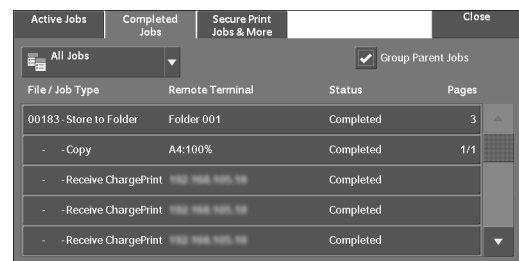 Active Jobs
Completed Jobs
Secure Print Jobs & More
Close
All Jobs
Group Parent Jobs
File / Job Type Remote Terminal Status Pages
00183 - Store to Folder Folder 001 Completed 3
- - Copy A4:100% Completed 1/1
- - Receive ChargePrint Completed
- - Receive ChargePrint Completed
- - Receive ChargePrint Completed